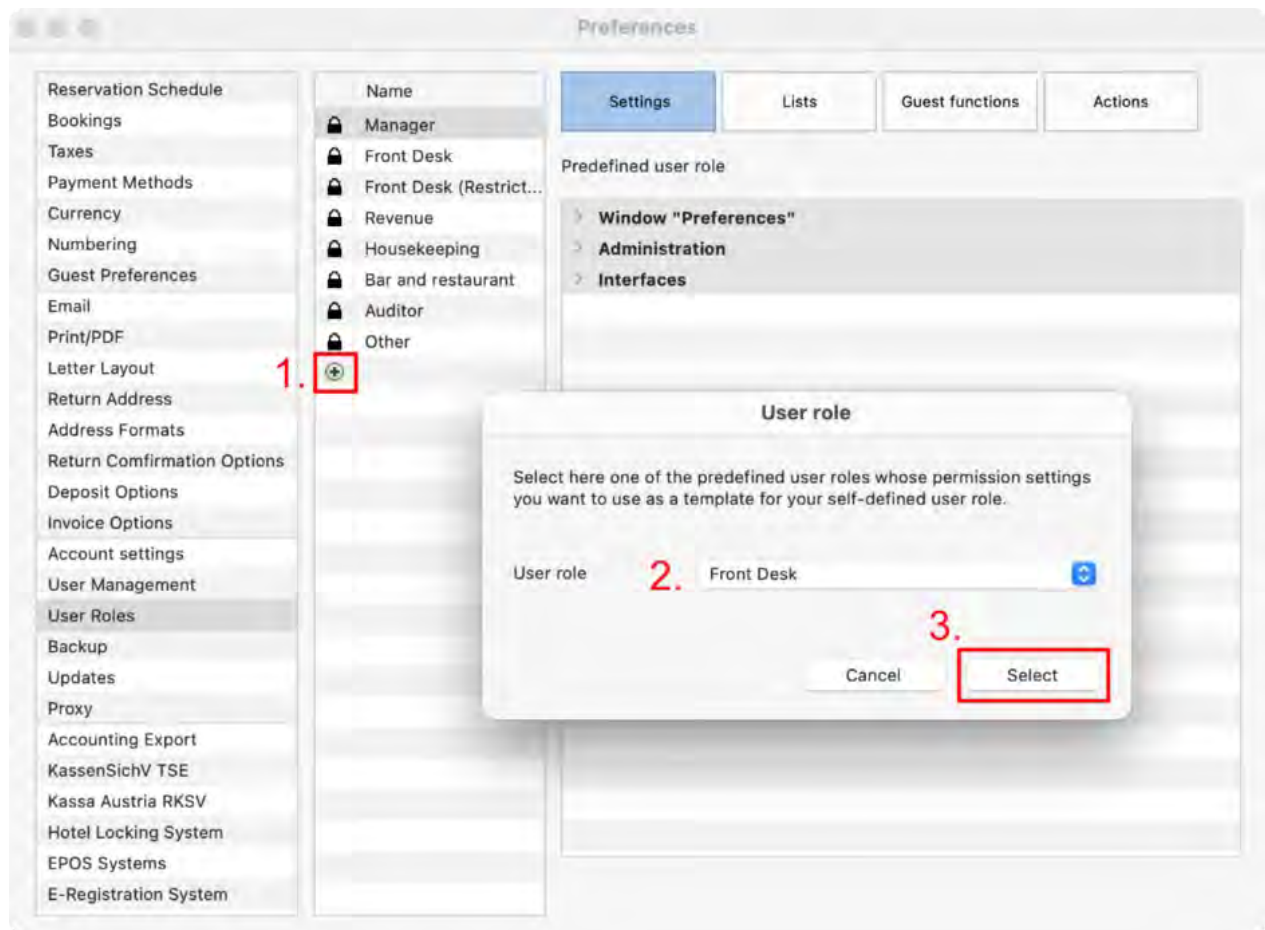 Preferences
Reservation Schedule
Bookings
Taxes
Payment Methods
Currency
Numbering
Guest Preferences
Email
Print/PDF
Letter Layout
Return Address
Address Formats
Return Comfirmation Options
Deposit Options
Invoice Options
Account settings
User Management
User Roles
Backup
Updates
Proxy
Accounting Export
KassenSichV TSE
Kassa Austria RKSV
Hotel Locking System
EPOS Systems
E-Registration System
Name
Manager
Front Desk
Front Desk (Restrict...
Revenue
Housekeeping
Bar and restaurant
Auditor
Other
1.
Settings Lists Guest functions Actions
Predefined user role
Window "Preferences"
Administration
Interfaces
User role
Select here one of the predefined user roles whose permission settings
you want to use as a template for your self-defined user role.
User role 2. Front Desk
3.
Cancel Select